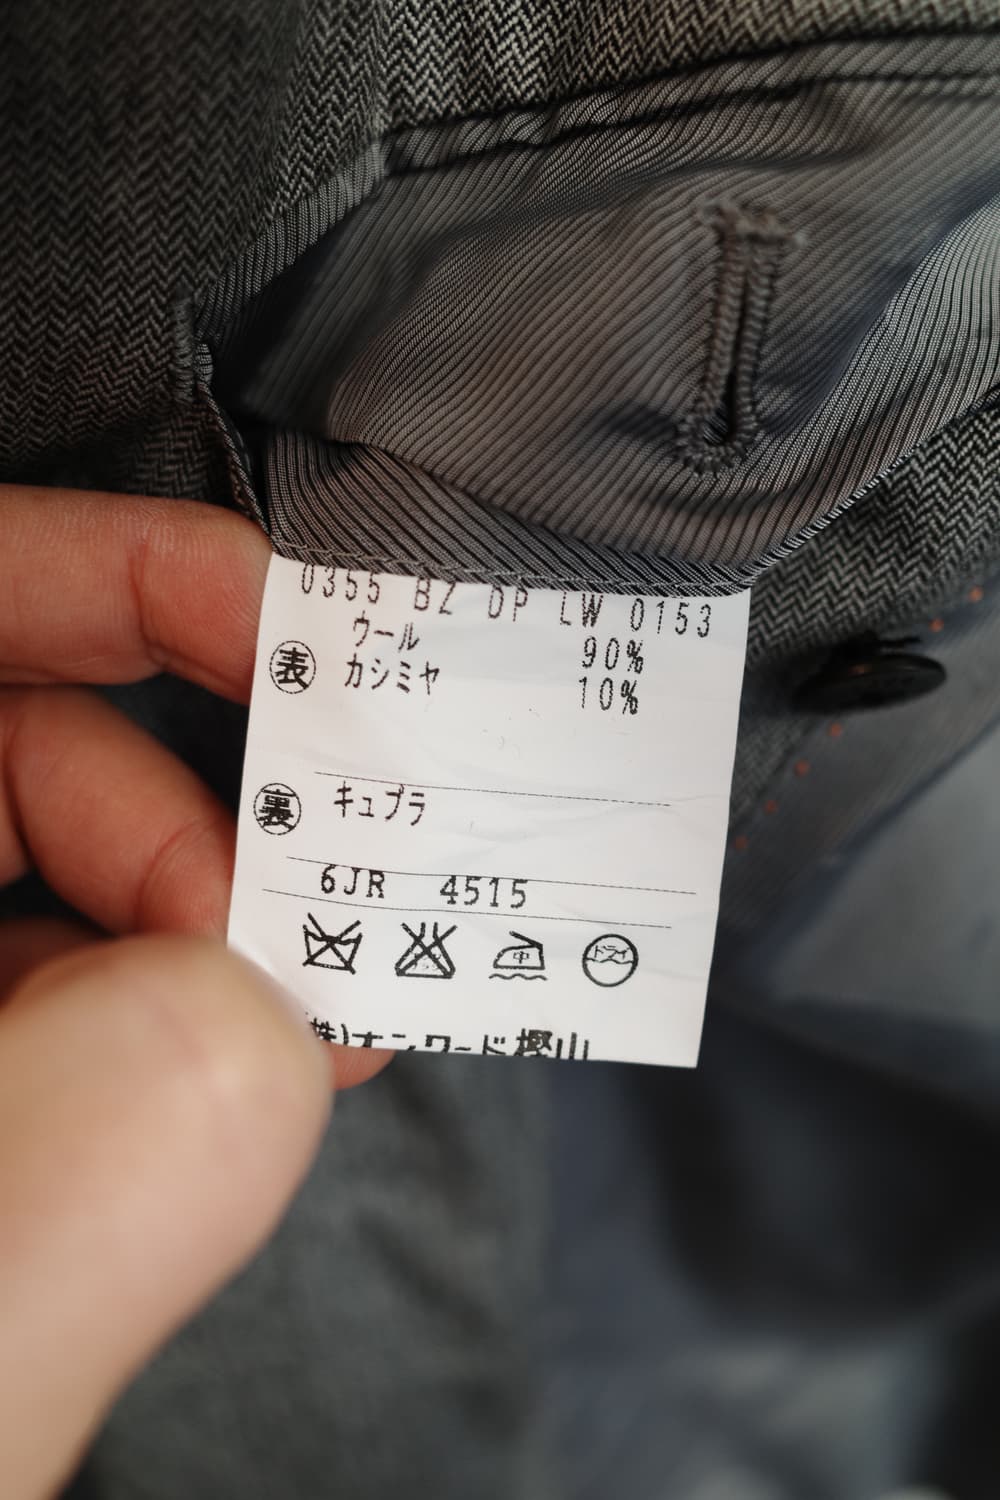 0355 BZ DP LW 0153
表
ウール 90%
カシミヤ 10%
裏 キュプラ
6JR 4515
中 ドライ
(株)オンワード樫山